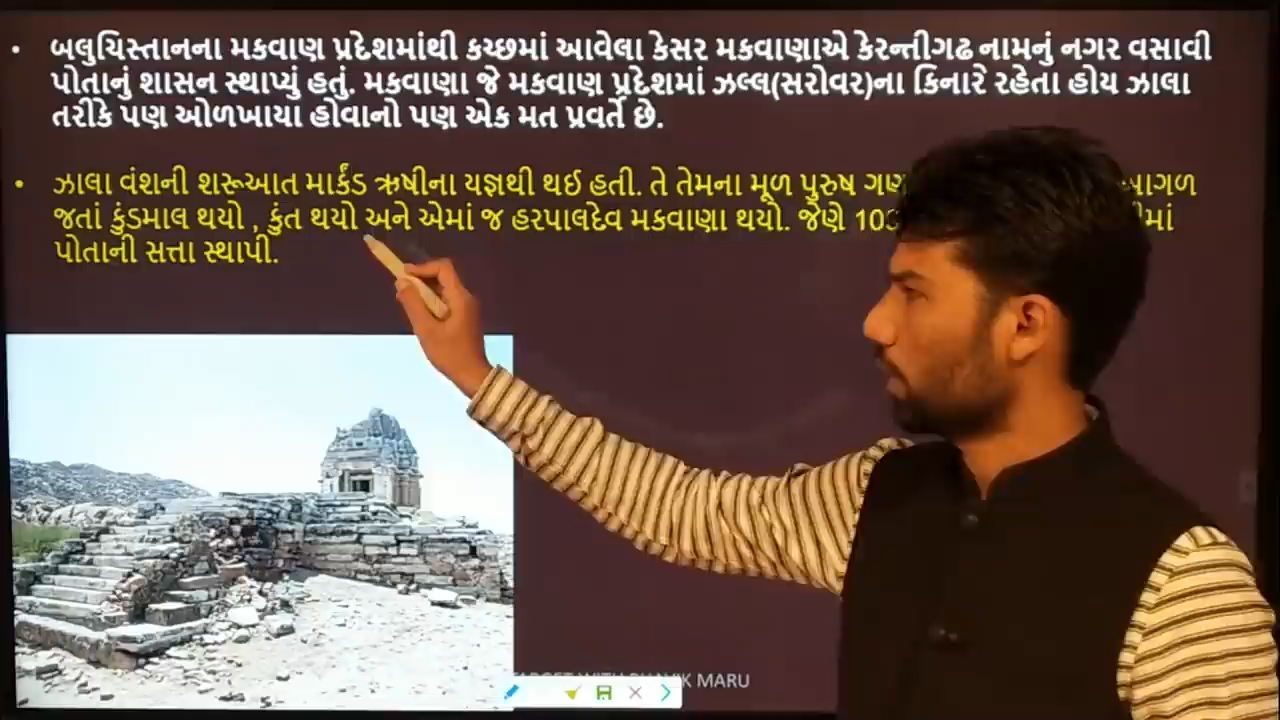 બલુચિસ્તાનના મકવાણ પ્રદેશમાંથી કચ્છમાં આવેલા કેસર મકવાણાએ કેરન્તીગઢ નામનું નગર વસાવી
પોતાનું શાસન સ્થાપ્યું હતું. મકવાણા જે મકવાણ પ્રદેશમાં ઝલ્લ(સરોવર)ના કિનારે રહેતા હોય ઝાલા
તરીકે પણ ઓળખાયા હોવાનો પણ એક મત પ્રવર્તે છે.
ઝાલા વંશની શરૂઆત માર્કંડ ઋષીના યજ્ઞથી થઈ હતી. તે તેમના મૂળ પુરુષ
જતાં કુંડમાલ થયો , કુંત થયો અને એમાં જ હરપાલદેવ મકવાણા થયો. જેણે
પોતાની સત્તા સ્થાપી.
MARU